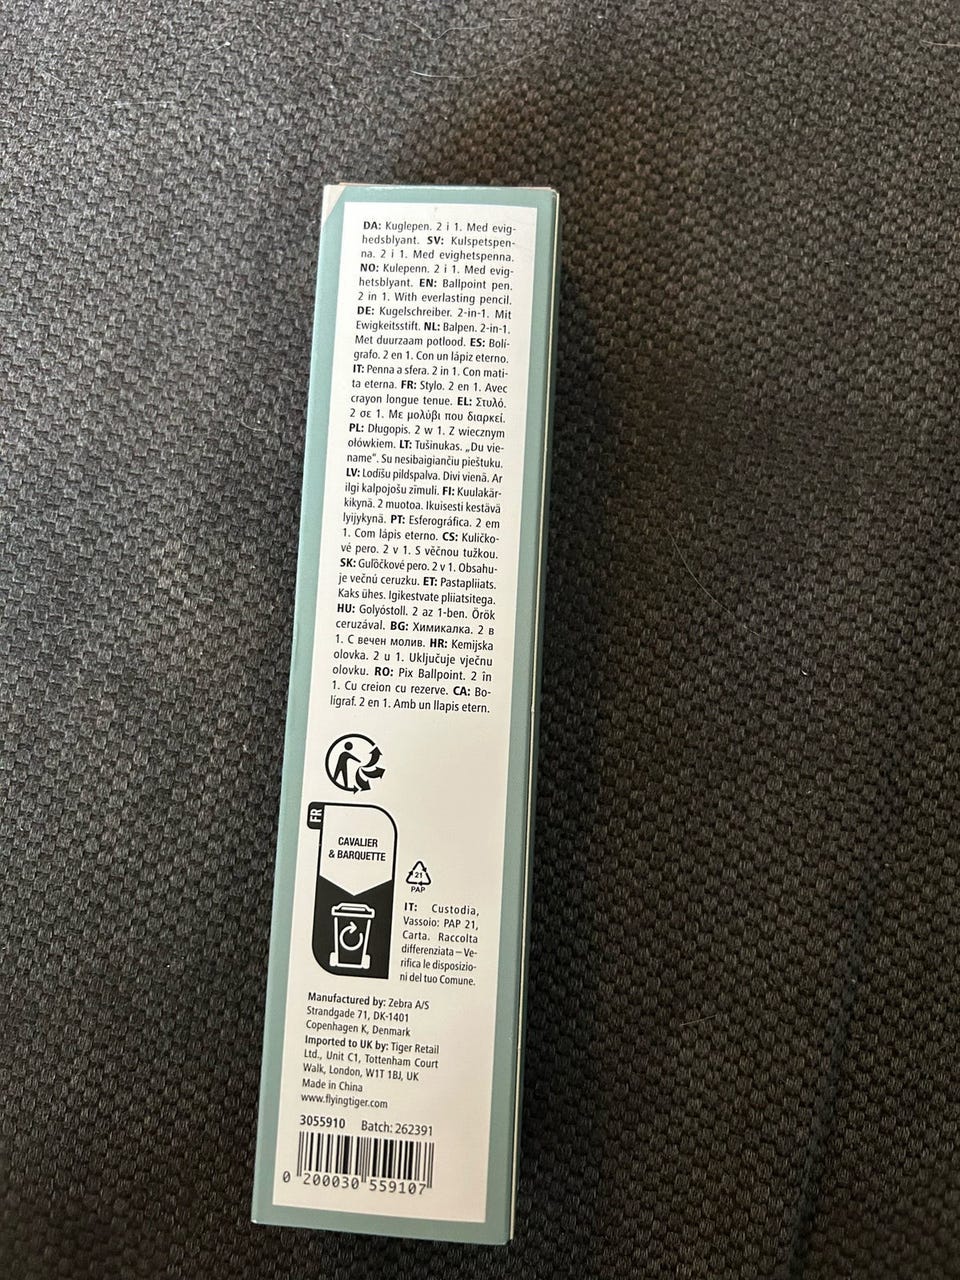 DA: Kuglepen. 2 i 1. Med evig-
hedsblyant. SV: Kulspetspen-
na. 2 i 1. Med evighetspenna.
NO: Kulepenn. 2 i 1. Med evig-
hetsblyant. EN: Ballpoint pen.
2 in 1. With everlasting pencil.
DE: Kugelschreiber. 2-in-1. Mit
Ewigkeitsstift. NL: Balpen. 2-in-1.
Met duurzaam potlood. ES: Bolí-
grafo. 2 en 1. Con un lápiz eterno.
IT: Penna a sfera. 2 in 1. Con mati-
ta eterna. FR: Stylo. 2 en 1. Avec
crayon longue tenue. EL: Στυλό.
2 σε 1. Με μολύβι που διαρκεί.
PL: Długopis. 2 w 1. Z wiecznym
ołówkiem. LT: Tušinukas. „Du vie-
name“. Su nesibaigiančiu pieštuku.
LV: Lodīšu pildspalva. Divi vienā. Ar
ilgi kalpojošu zīmuli. FI: Kuulakär-
kikynä. 2 muotoa. Ikuisesti kestävä
lyijykynä. PT: Esferográfica. 2 em
1. Com lápis eterno. CS: Kuličko-
vé pero. 2 v 1. S věčnou tužkou.
SK: Guľôčkové pero. 2 v 1. Obsahu-
je večnú ceruzku. ET: Pastapliiats.
Kaks ühes. Igikestvate pliiatsitega.
HU: Golyóstoll. 2 az 1-ben. Örök
ceruzával. BG: Химикалка. 2 в
1. С вечен молив. HR: Kemijska
olovka. 2 u 1. Uključuje vječnu
olovku. RO: Pix Ballpoint. 2 în
1. Cu creion cu rezerve. CA: Bo-
lígraf. 2 en 1. Amb un llapis etern.
FR
CAVALIER
& BARQUETTE
21
PAP
IT: Custodia,
Vassoio: PAP 21,
Carta. Raccolta
differenziata – Ve-
rifica le disposizio-
ni del tuo Comune.
Manufactured by: Zebra A/S
Strandgade 71, DK-1401
Copenhagen K, Denmark
Imported to UK by: Tiger Retail
Ltd., Unit C1, Tottenham Court
Walk, London, W1T 1BJ, UK
Made in China
www.flyingtiger.com
3055910 Batch: 262391
0 200030 559107